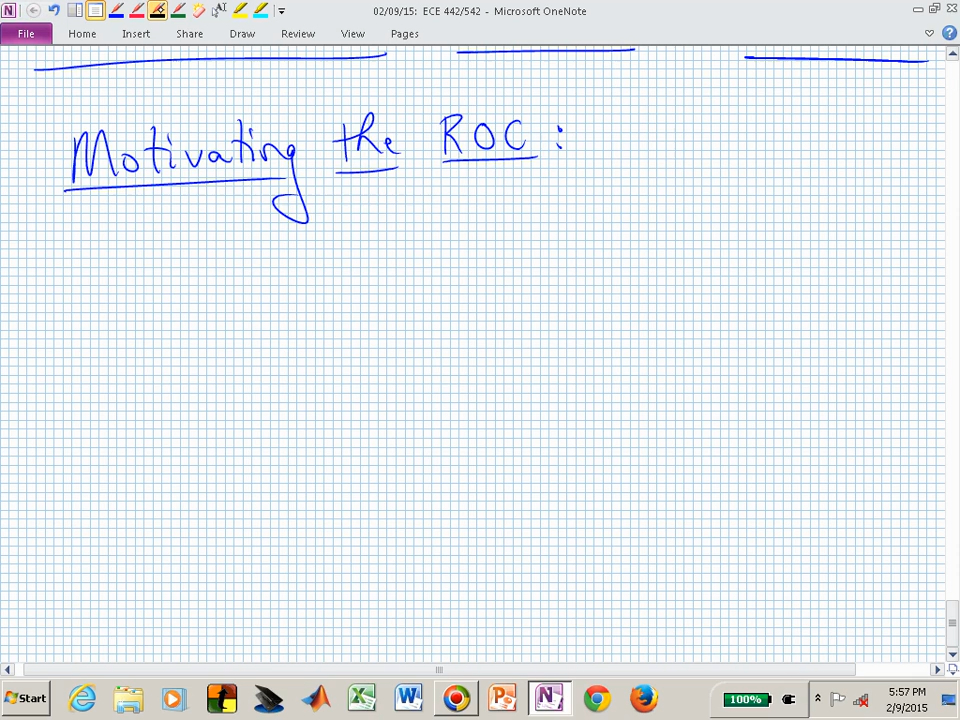 02/09/15: ECE 442/542 - Microsoft OneNote
File Home Insert Share Draw Review View Pages
Motivating the ROC:
Start 100% 5:57 PM
2/9/2015